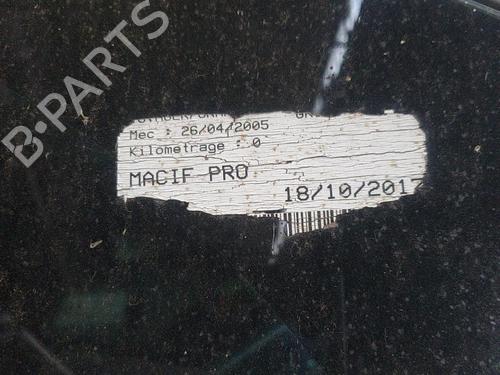 B-PARTS
Mec : 26/04/2005
Kilometrage : 0
MACIF PRO
18/10/2017